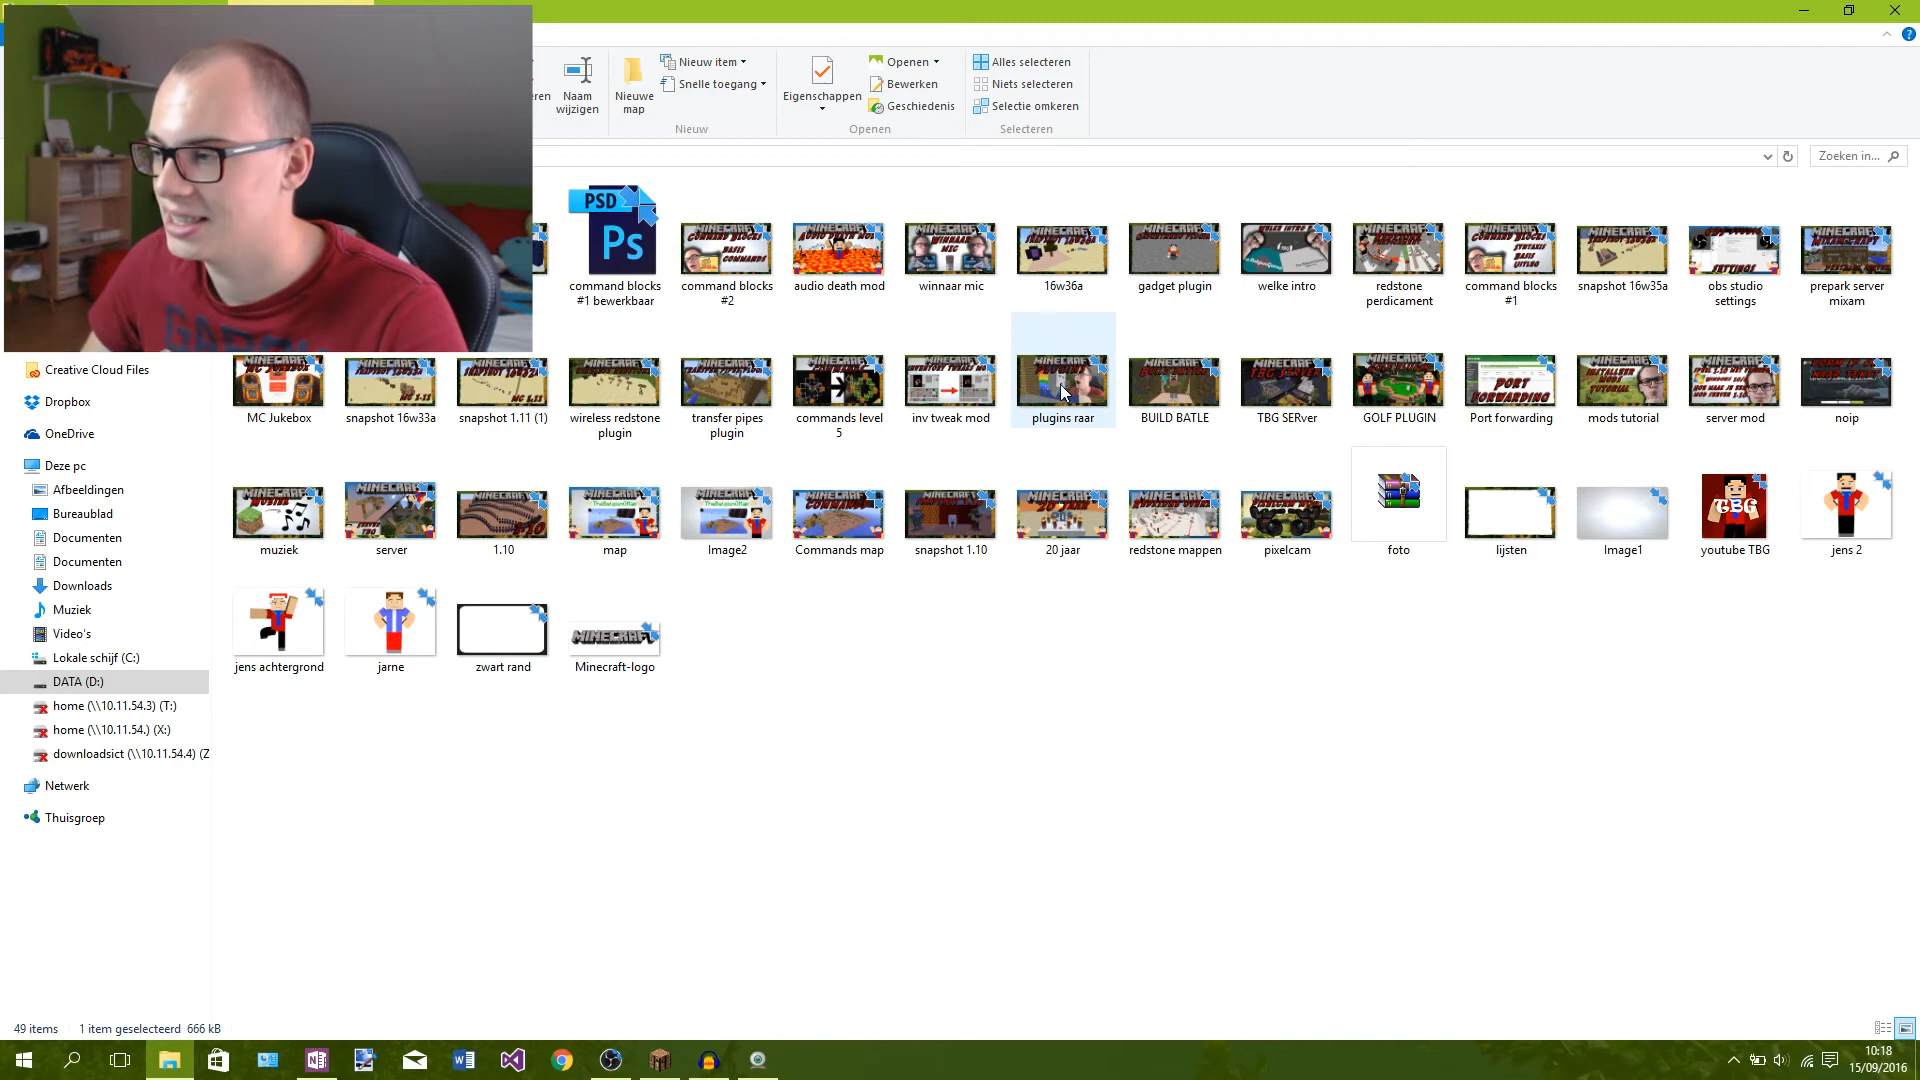 Naam
wijzigen
Nieuwe
map
Nieuw item
Snelle toegang
Nieuw
Eigenschappen
Openen
Bewerken
Geschiedenis
Openen
Alles selecteren
Niets selecteren
Selectie omkeren
Selecteren
Zoeken in...
PSD
Ps
command blocks
#1 bewerkbaar
command blocks
#2
audio death mod
winnaar mic
16w36a
gadget plugin
welke intro
redstone
perdicament
command blocks
#1
snapshot 16w35a
obs studio
settings
prepark server
mixam
MC Jukebox
snapshot 16w33a
snapshot 1.11 (1)
wireless redstone
plugin
transfer pipes
plugin
commands level
5
inv tweak mod
plugins raar
BUILD BATLE
TBG SERver
GOLF PLUGIN
Port forwarding
mods tutorial
server mod
noip
muziek
server
1.10
map
Image2
Commands map
snapshot 1.10
20 jaar
redstone mappen
pixelcam
foto
lijsten
Image1
youtube TBG
jens 2
jens achtergrond
jarne
zwart rand
Minecraft-logo
Creative Cloud Files
Dropbox
OneDrive
Deze pc
Afbeeldingen
Bureaublad
Documenten
Documenten
Downloads
Muziek
Video's
Lokale schijf (C:)
DATA (D:)
home (\\10.11.54.3) (T:)
home (\\10.11.54.) (X:)
downloadsict (\\10.11.54.4) (Z
Netwerk
Thuisgroep
49 items
1 item geselecteerd 666 kB
10:18
15/09/2016